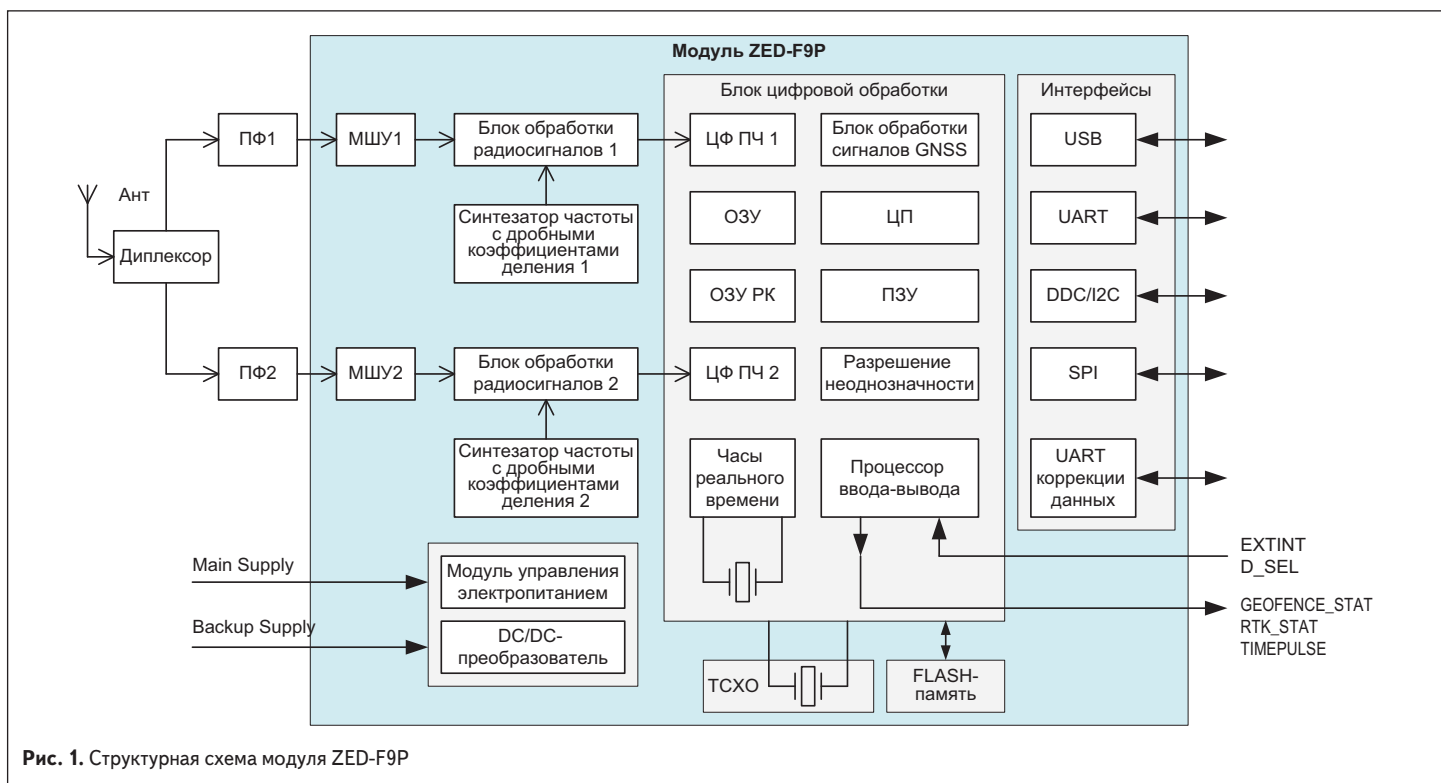 Модуль ZED-F9P
Блок цифровой обработки
Интерфейсы
Ант
Диплексор
ПФ1
МШУ1
Блок обработки
радиосигналов 1
Синтезатор частоты
с дробными
коэффициентами
деления 1
ПФ2
МШУ2
Блок обработки
радиосигналов 2
Синтезатор частоты
с дробными
коэффициентами
деления 2
ЦФ ПЧ 1
Блок обработки
сигналов GNSS
ОЗУ
ЦП
ОЗУ РК
ПЗУ
ЦФ ПЧ 2
Разрешение
неоднозначности
Часы
реального
времени
Процессор
ввода-вывода
USB
UART
DDC/I2C
SPI
UART
коррекции
данных
EXTINT
D_SEL
GEOFENCE_STAT
RTK_STAT
TIMEPULSE
Main Supply
Backup Supply
Модуль управления
электропитанием
DC/DC-
преобразователь
TCXO
FLASH-
память
Рис. 1. Структурная схема модуля ZED-F9P